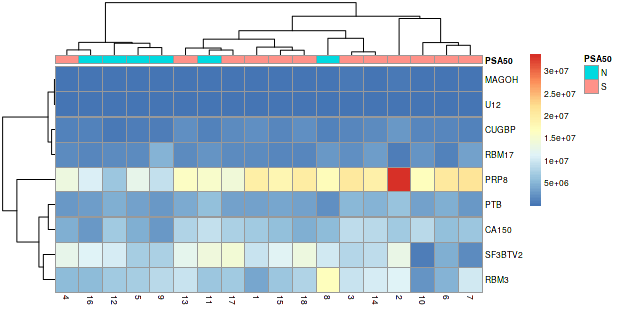 PSA50
MAGOH
U12
CUGBP
RBM17
PRP8
PTB
CA150
SF3BTV2
RBM3
4 16 12 5 9 13 11 17 1 15 18 8 3 14 2 10 6 7
3e+07
2.5e+07
2e+07
1.5e+07
1e+07
5e+06
PSA50
N
S